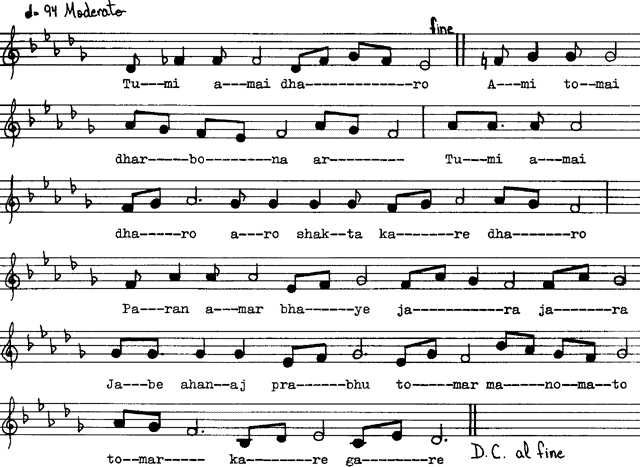 ♩= 94 Moderato
fine
Tu---mi a---mai dha------------ro A---mi to--mai
dhar-----bo--------na ar---------- Tu---mi a---mai
dha-----ro a---ro shak--ta ka----re dha-------ro
Pa---ran a---mar bha----ye ja----------ra ja-----ra
Ja---be ahan--aj pra------bhu to----mar ma-----no--ma--to
to---mar----- ka-----re ga--------re
D.C. al fine